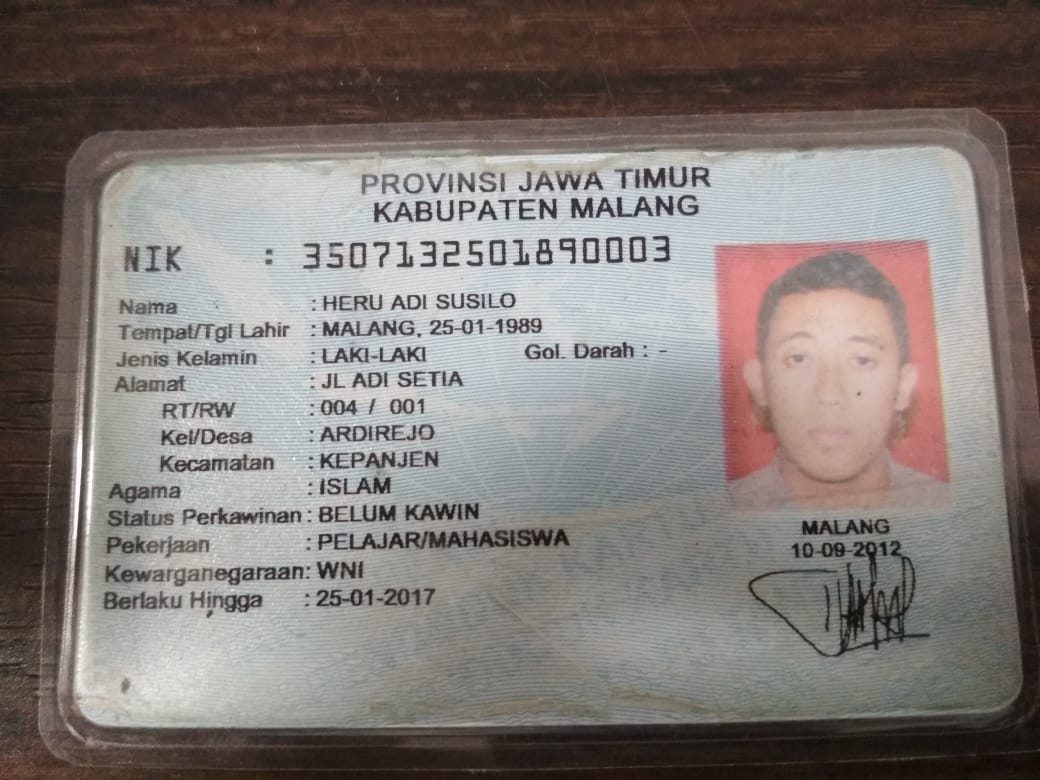 PROVINSI JAWA TIMUR
KABUPATEN MALANG
NIK : 3507132501890003
Nama : HERU ADI SUSILO
Tempat/Tgl Lahir : MALANG, 25-01-1989
Jenis Kelamin : LAKI-LAKI Gol. Darah : -
Alamat : JL ADI SETIA
RT/RW : 004 / 001
Kel/Desa : ARDIREJO
Kecamatan : KEPANJEN
Agama : ISLAM
Status Perkawinan : BELUM KAWIN
Pekerjaan : PELAJAR/MAHASISWA
Kewarganegaraan : WNI
Berlaku Hingga : 25-01-2017
MALANG
10-09-2012